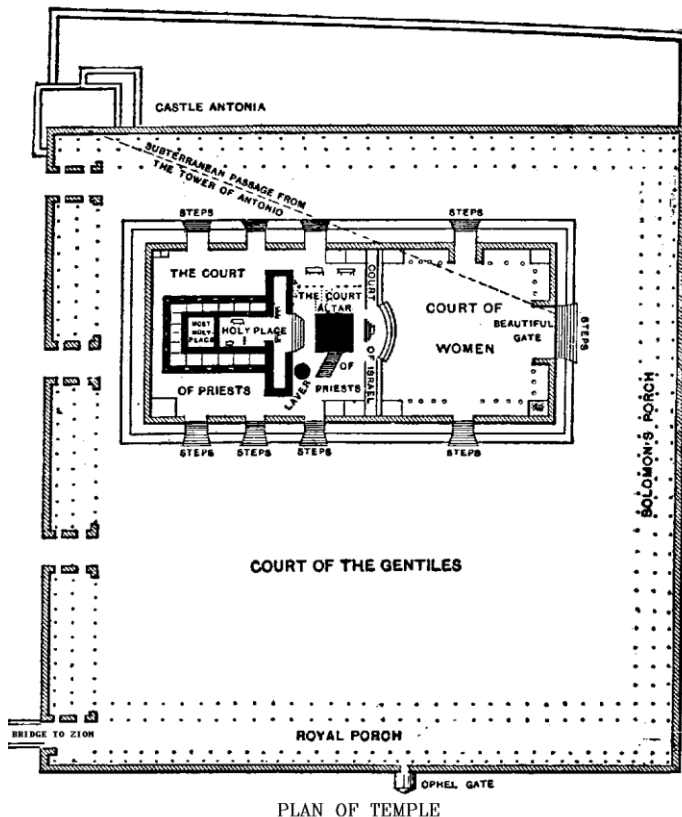 CASTLE ANTONIA
SUBTERRANEAN PASSAGE FROM
THE TOWER OF ANTONIO
STEPS
STEPS
STEPS
STEPS
THE COURT
THE COURT
ALTAR
COURT
COURT OF
WOMEN
MOST
HOLY
PLACE
HOLY PLACE
BEAUTIFUL
GATE
STEPS
OF PRIESTS
LAVER
OF
PRIESTS
OF ISRAEL
STEPS
STEPS
STEPS
STEPS
SOLOMON'S PORCH
COURT OF THE GENTILES
BRIDGE TO ZION
ROYAL PORCH
OPHEL GATE
PLAN OF TEMPLE